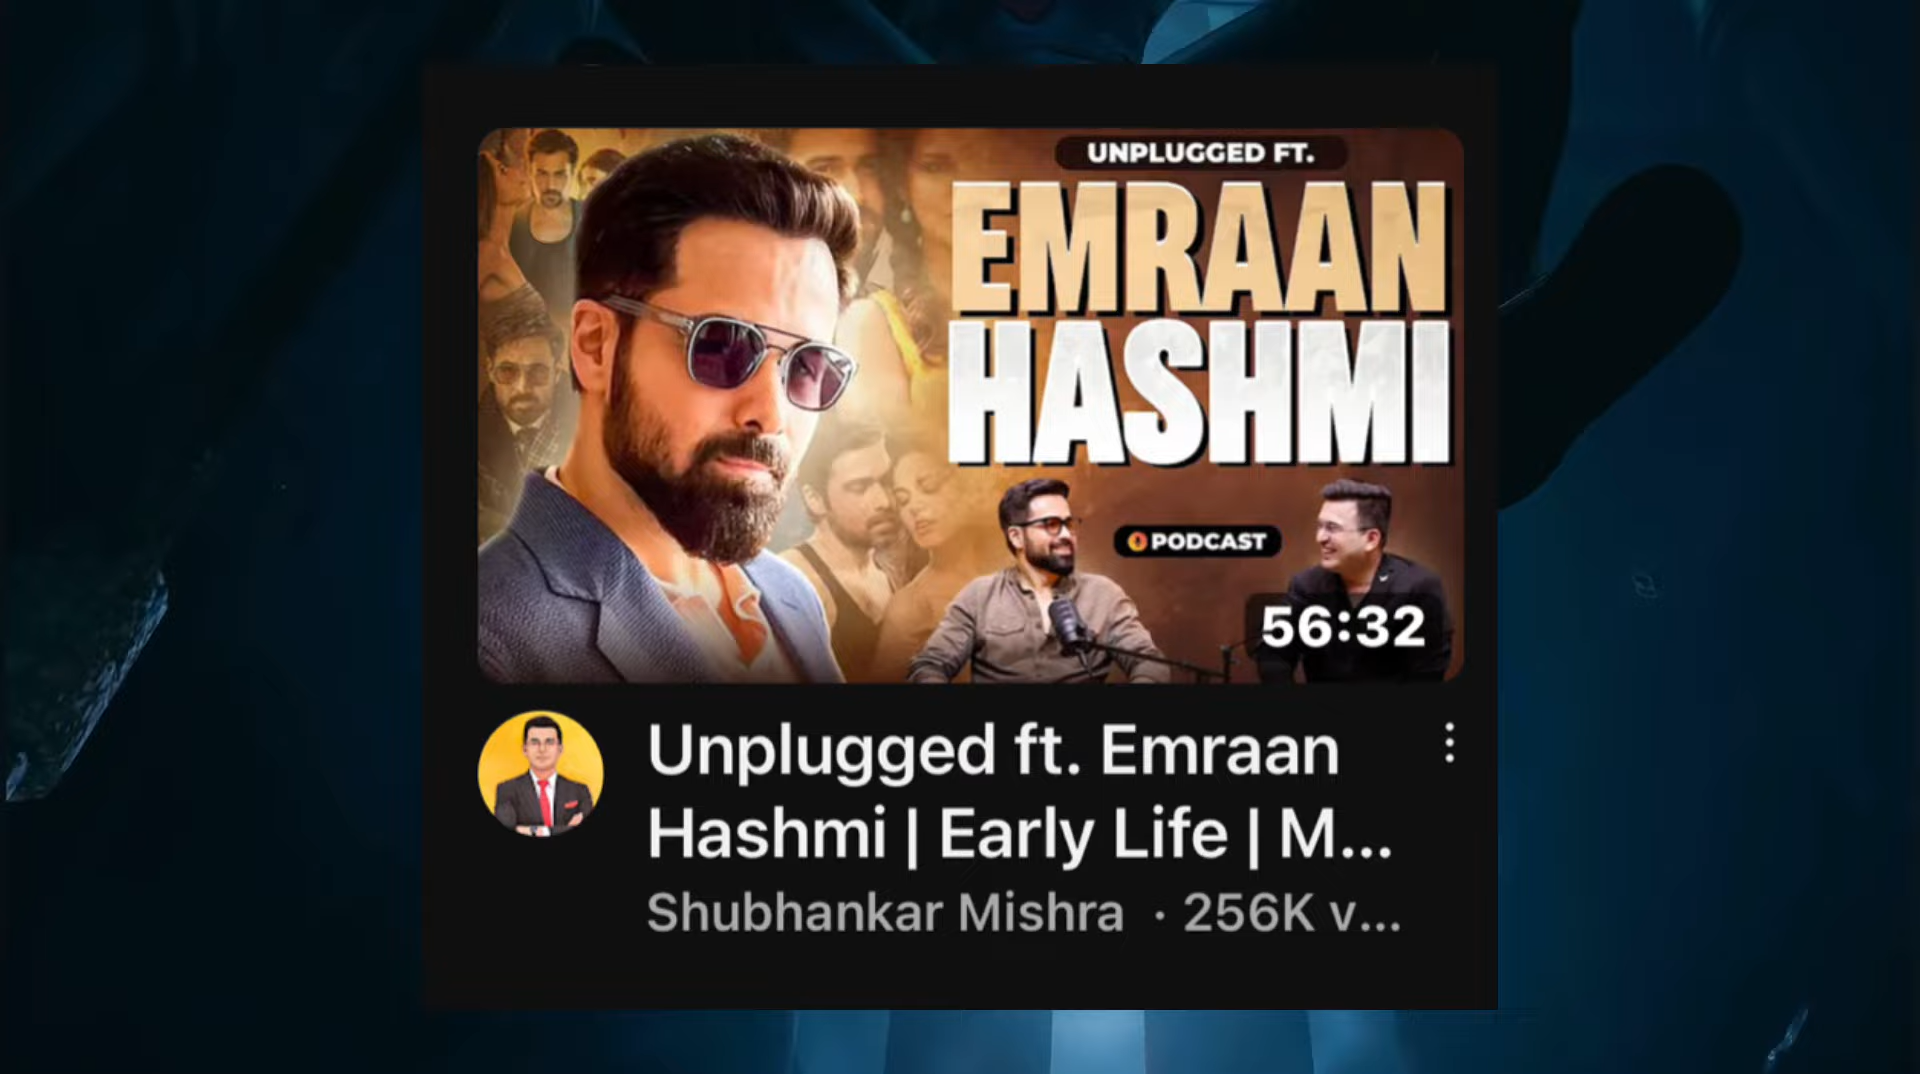 UNPLUGGED FT.
EMRAAN
HASHMI
PODCAST
56:32
Unplugged ft. Emraan
Hashmi | Early Life | M...
Shubhankar Mishra · 256K v...